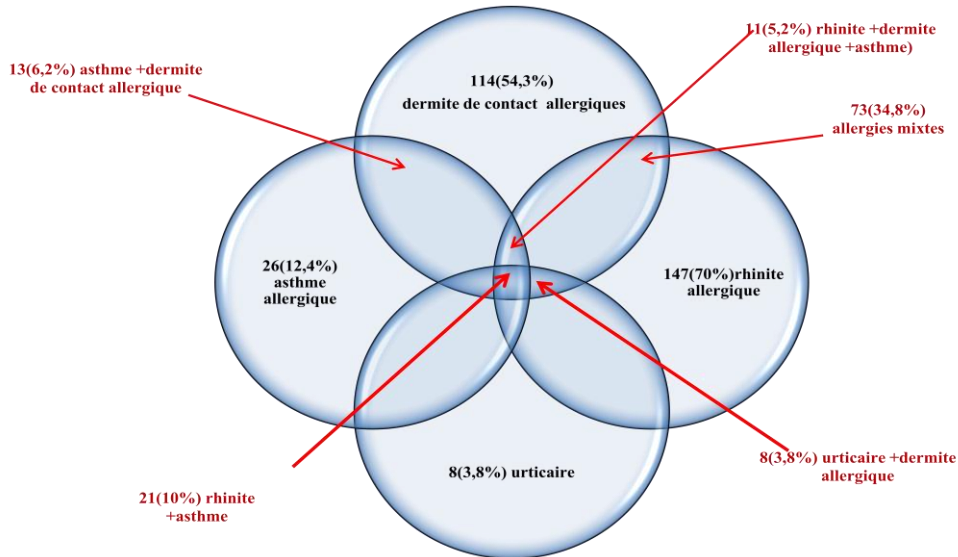 11(5,2%) rhinite +dermite
allergique +asthme)
13(6,2%) asthme +dermite
de contact allergique
114(54,3%)
dermite de contact allergiques
73(34,8%)
allergies mixtes
26(12,4%)
asthme
allergique
147(70%)rhinite
allergique
8(3,8%) urticaire
8(3,8%) urticaire +dermite
allergique
21(10%) rhinite
+asthme